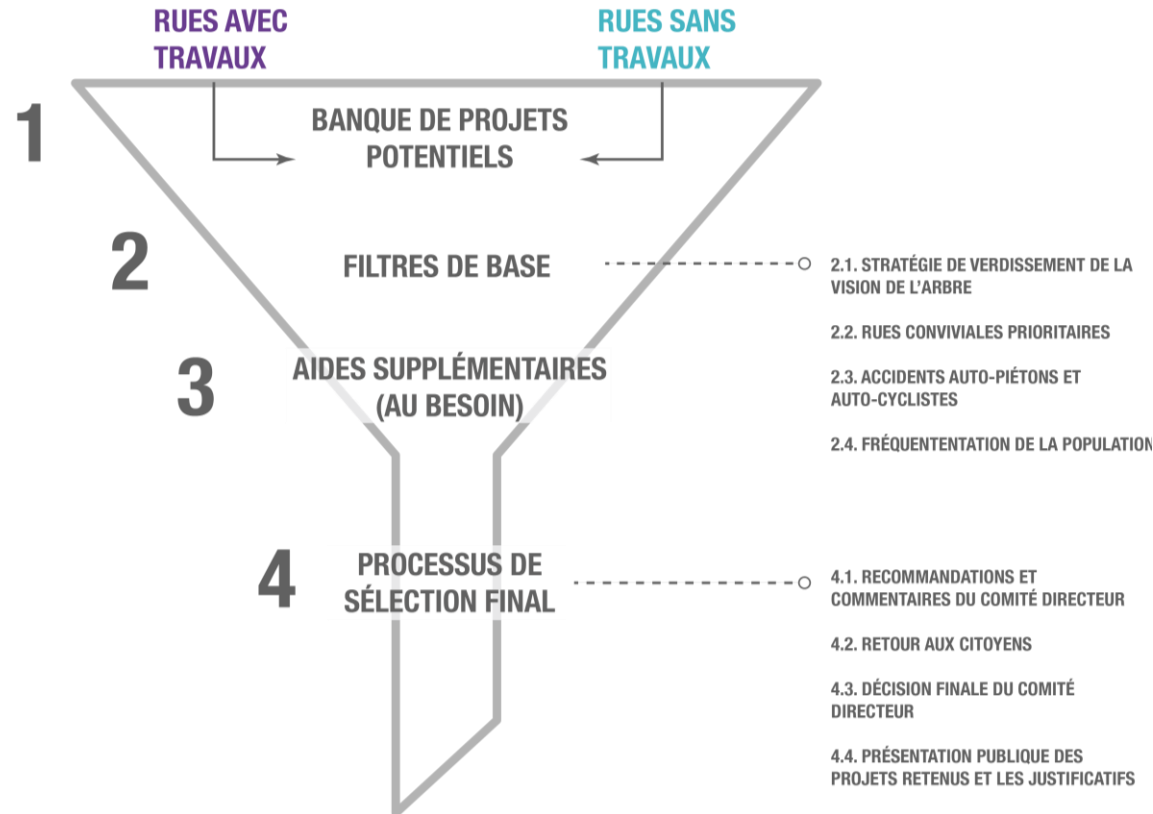 RUES AVEC
TRAVAUX
RUES SANS
TRAVAUX
1
BANQUE DE PROJETS
POTENTIELS
2
FILTRES DE BASE
2.1. STRATÉGIE DE VERDISSEMENT DE LA
VISION DE L'ARBRE
2.2. RUES CONVIVIALES PRIORITAIRES
2.3. ACCIDENTS AUTO-PIÉTONS ET
AUTO-CYCLISTES
2.4. FRÉQUENTENTATION DE LA POPULATION
3
AIDES SUPPLÉMENTAIRES
(AU BESOIN)
4
PROCESSUS DE
SÉLECTION FINAL
4.1. RECOMMANDATIONS ET
COMMENTAIRES DU COMITÉ DIRECTEUR
4.2. RETOUR AUX CITOYENS
4.3. DÉCISION FINALE DU COMITÉ
DIRECTEUR
4.4. PRÉSENTATION PUBLIQUE DES
PROJETS RETENUS ET LES JUSTIFICATIFS